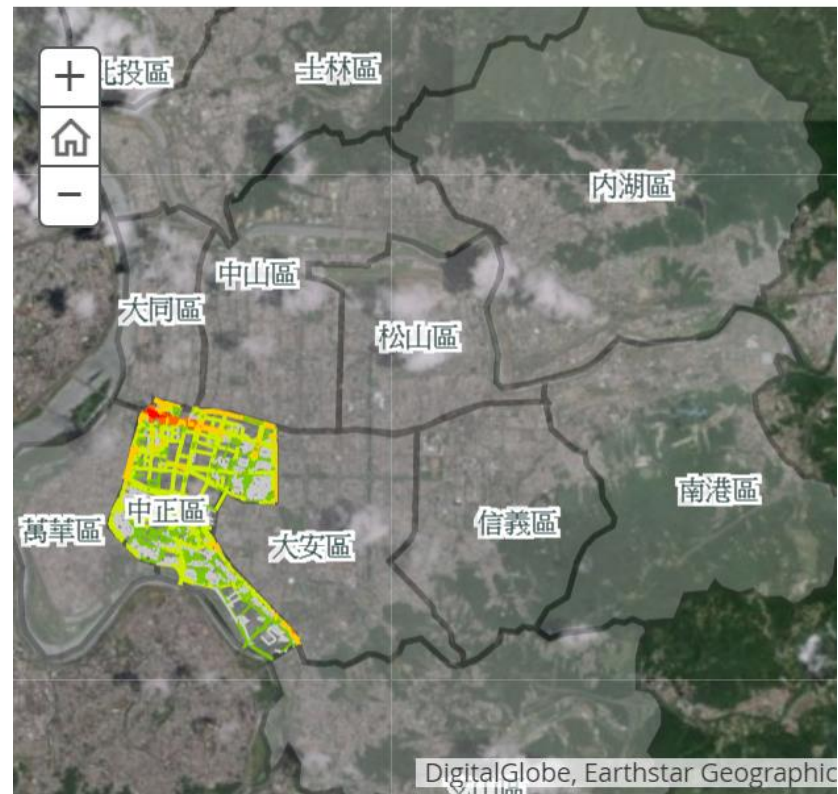 +
北投區
士林區
内湖區
中山區
大同區
松山區
南港區
中正區
信義區
萬華區
大安區
DigitalGlobe, Earthstar Geographic
−